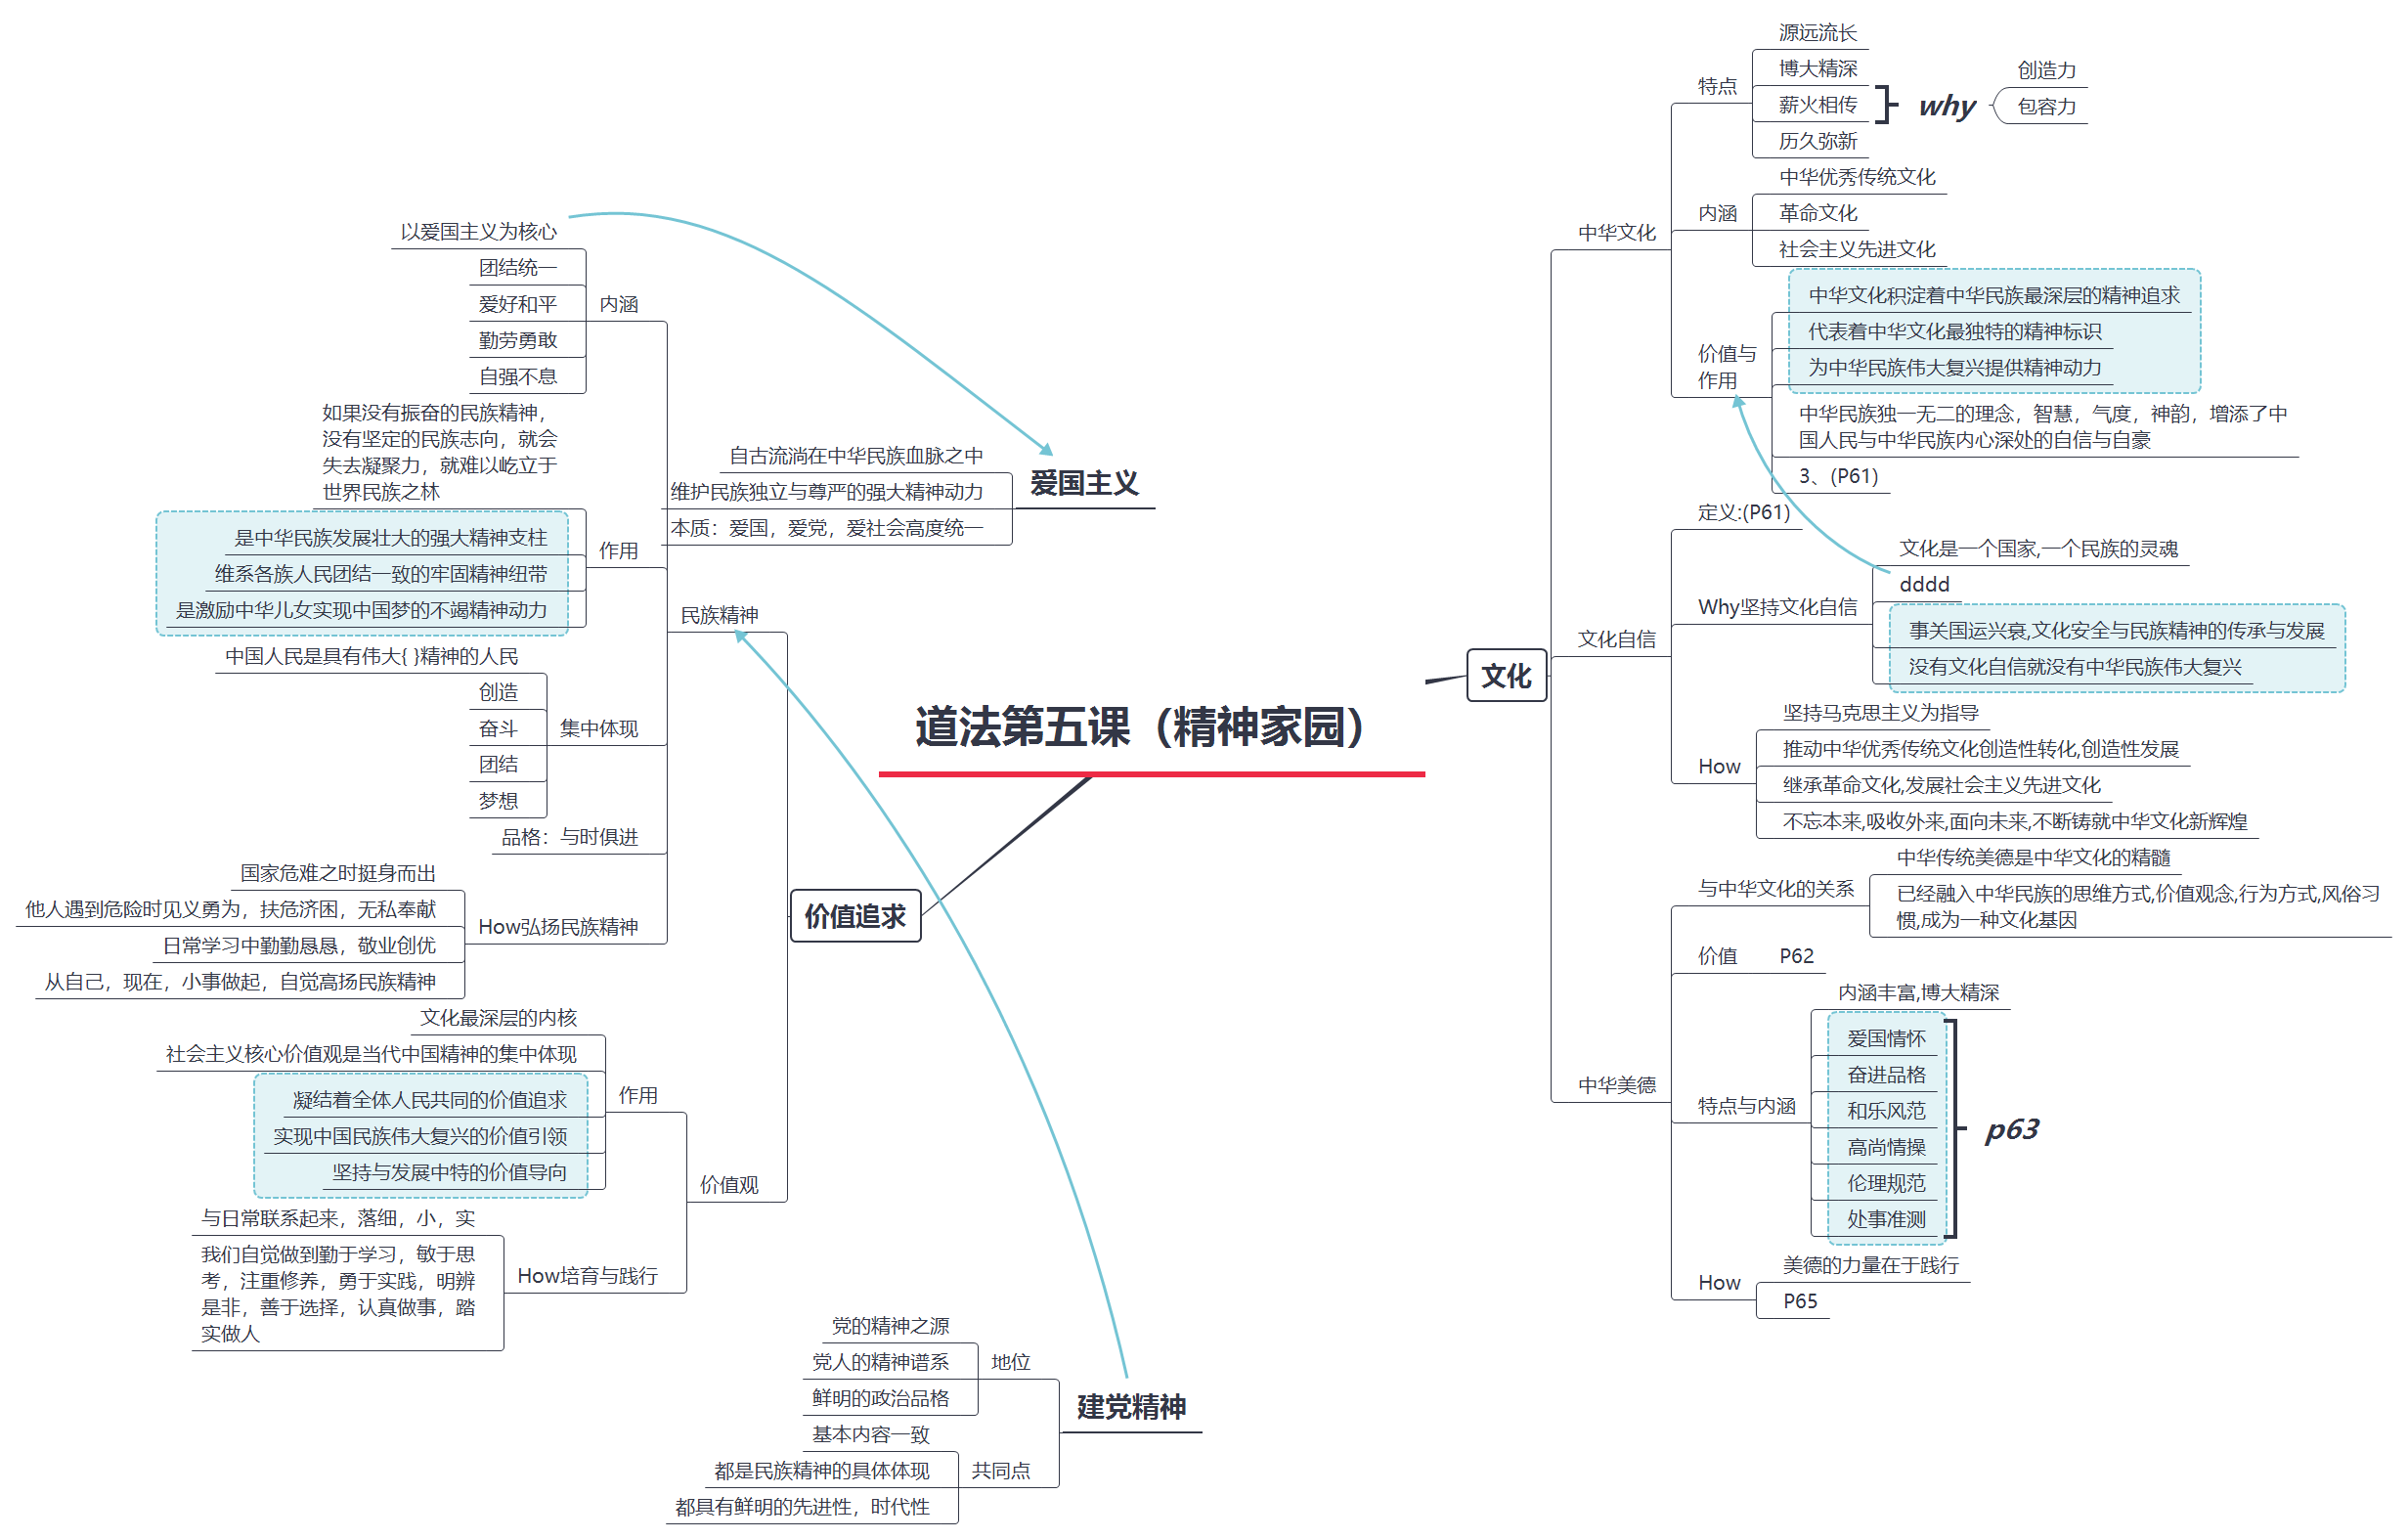 道法第五课（精神家园）
文化
中华文化
特点
源远流长
博大精深
薪火相传
历久弥新
why
创造力
包容力
内涵
中华优秀传统文化
革命文化
社会主义先进文化
价值与
作用
中华文化积淀着中华民族最深层的精神追求
代表着中华文化最独特的精神标识
为中华民族伟大复兴提供精神动力
中华民族独一无二的理念，智慧，气度，神韵，增添了中
国人民与中华民族内心深处的自信与自豪
3、(P61)
文化自信
定义:(P61)
Why坚持文化自信
文化是一个国家,一个民族的灵魂
dddd
事关国运兴衰,文化安全与民族精神的传承与发展
没有文化自信就没有中华民族伟大复兴
How
坚持马克思主义为指导
推动中华优秀传统文化创造性转化,创造性发展
继承革命文化,发展社会主义先进文化
不忘本来,吸收外来,面向未来,不断铸就中华文化新辉煌
中华美德
与中华文化的关系
中华传统美德是中华文化的精髓
已经融入中华民族的思维方式,价值观念,行为方式,风俗习
惯,成为一种文化基因
价值
P62
特点与内涵
内涵丰富,博大精深
爱国情怀
奋进品格
和乐风范
高尚情操
伦理规范
处事准测
p63
How
美德的力量在于践行
P65
价值追求
民族精神
内涵
以爱国主义为核心
团结统一
爱好和平
勤劳勇敢
自强不息
作用
如果没有振奋的民族精神，
没有坚定的民族志向，就会
失去凝聚力，就难以屹立于
世界民族之林
是中华民族发展壮大的强大精神支柱
维系各族人民团结一致的牢固精神纽带
是激励中华儿女实现中国梦的不竭精神动力
集中体现
中国人民是具有伟大{ }精神的人民
创造
奋斗
团结
梦想
品格：与时俱进
How弘扬民族精神
国家危难之时挺身而出
他人遇到危险时见义勇为，扶危济困，无私奉献
日常学习中勤勤恳恳，敬业创优
从自己，现在，小事做起，自觉高扬民族精神
价值观
作用
文化最深层的内核
社会主义核心价值观是当代中国精神的集中体现
凝结着全体人民共同的价值追求
实现中国民族伟大复兴的价值引领
坚持与发展中特的价值导向
How培育与践行
与日常联系起来，落细，小，实
我们自觉做到勤于学习，敏于思
考，注重修养，勇于实践，明辨
是非，善于选择，认真做事，踏
实做人
爱国主义
自古流淌在中华民族血脉之中
维护民族独立与尊严的强大精神动力
本质：爱国，爱党，爱社会高度统一
建党精神
地位
党的精神之源
党人的精神谱系
鲜明的政治品格
共同点
基本内容一致
都是民族精神的具体体现
都具有鲜明的先进性，时代性